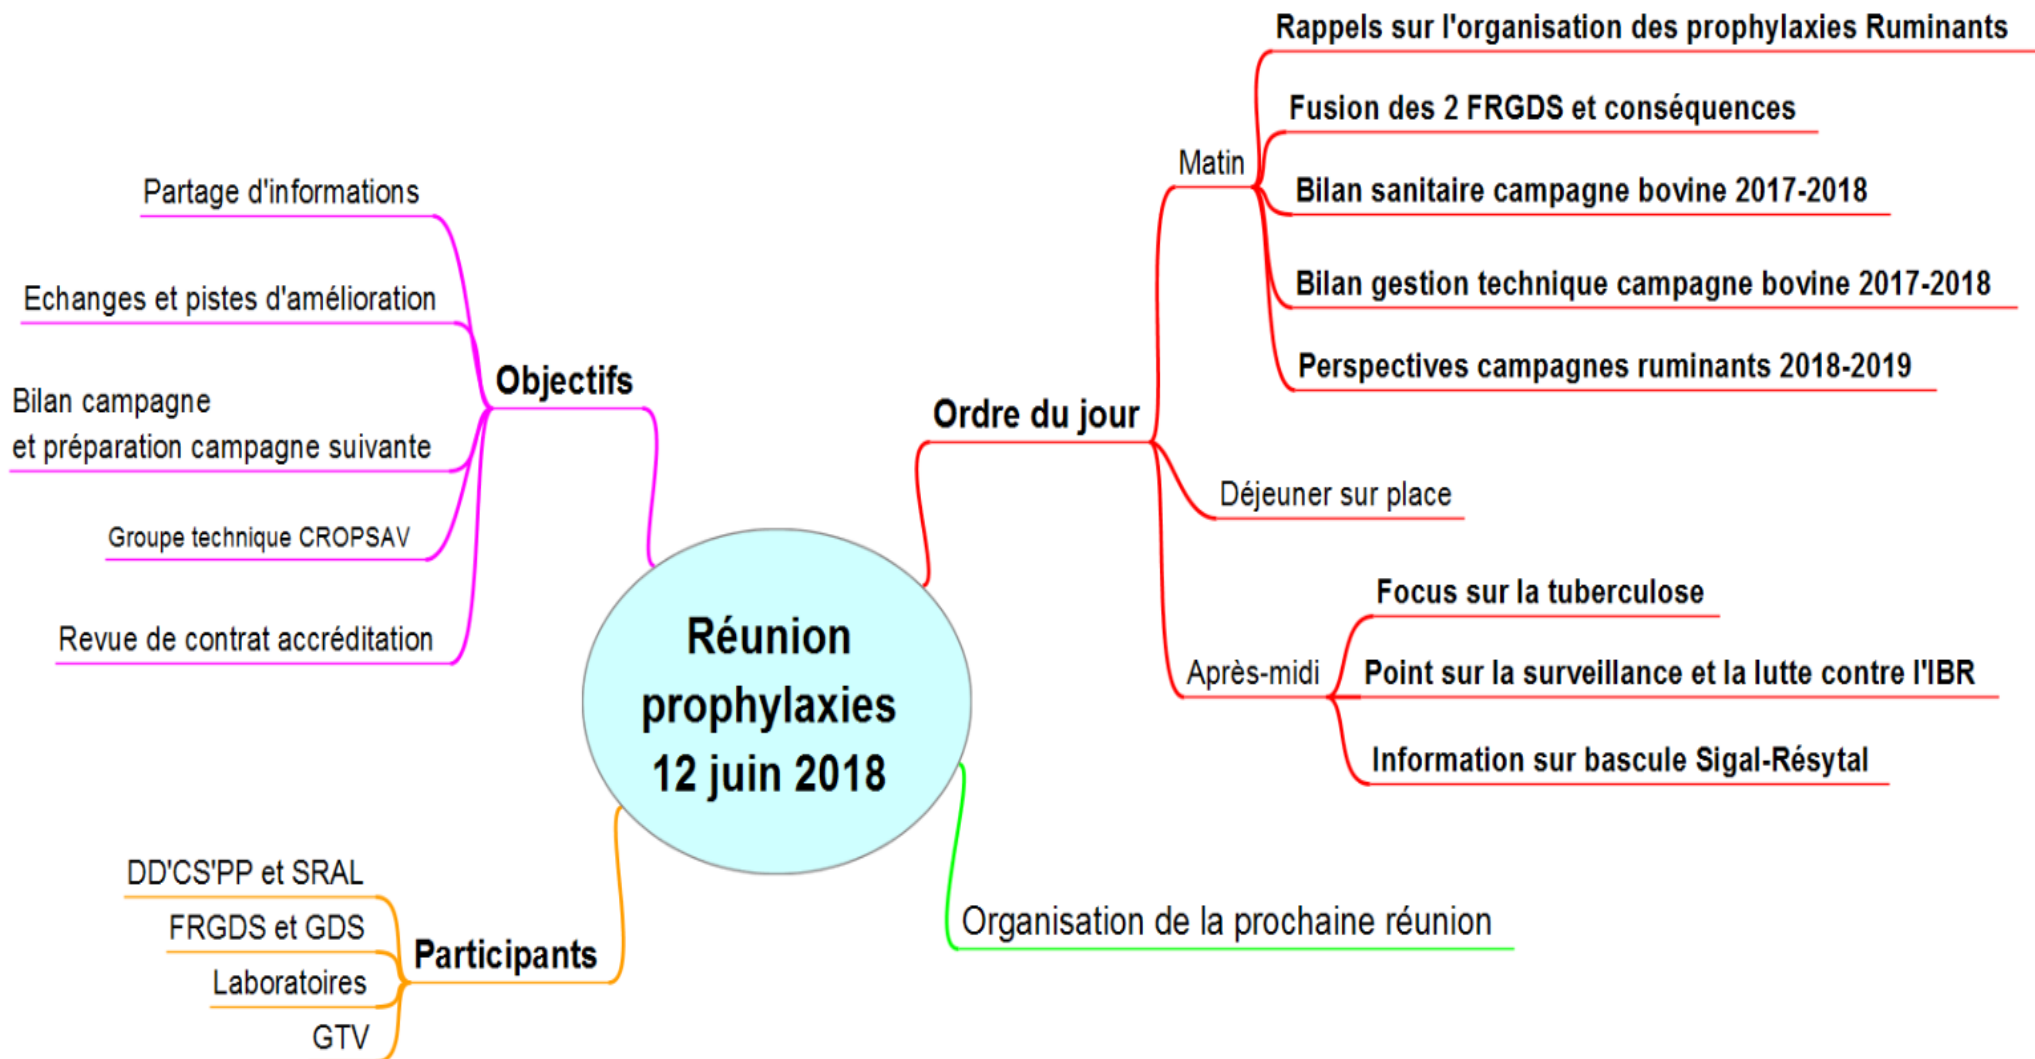 Réunion
prophylaxies
12 juin 2018
Objectifs
Partage d'informations
Echanges et pistes d'amélioration
Bilan campagne
et préparation campagne suivante
Groupe technique CROPSAV
Revue de contrat accréditation
Participants
DD'CS'PP et SRAL
FRGDS et GDS
Laboratoires
GTV
Ordre du jour
Matin
Rappels sur l'organisation des prophylaxies Ruminants
Fusion des 2 FRGDS et conséquences
Bilan sanitaire campagne bovine 2017-2018
Bilan gestion technique campagne bovine 2017-2018
Perspectives campagnes ruminants 2018-2019
Déjeuner sur place
Après-midi
Focus sur la tuberculose
Point sur la surveillance et la lutte contre l'IBR
Information sur bascule Sigal-Résytal
Organisation de la prochaine réunion